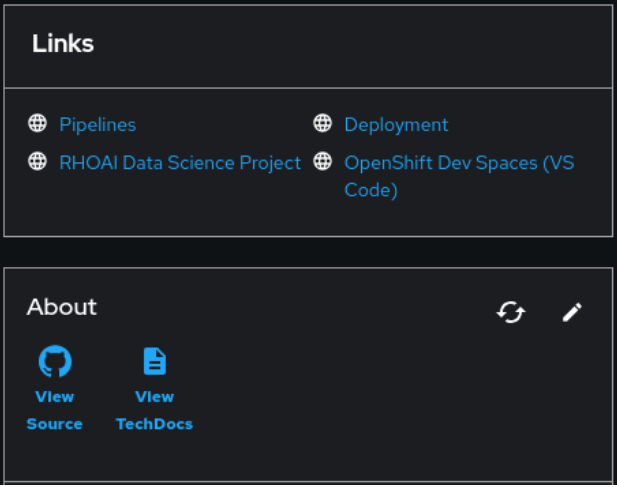 Links
Pipelines
Deployment
RHOAI Data Science Project
OpenShift Dev Spaces (VS
Code)
About
View
Source
View
TechDocs